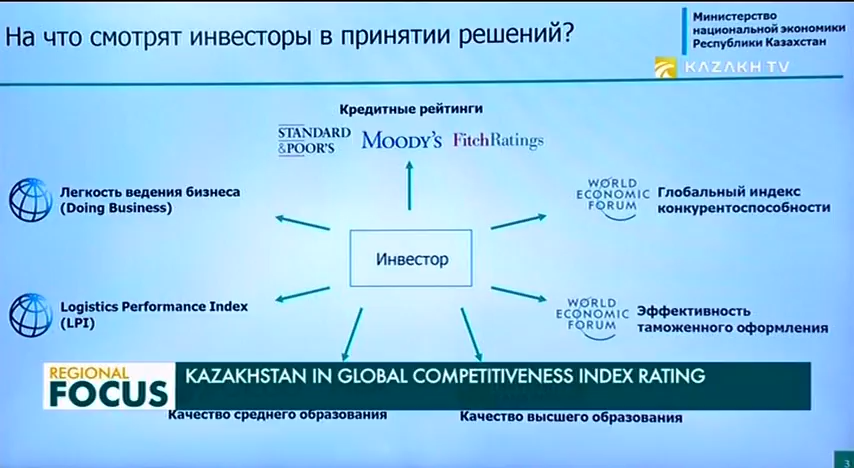 На что смотрят инвесторы в принятии решений?
Министерство
национальной экономики
Республики Казахстан
KAZAKH TV
Кредитные рейтинги
STANDARD
&POOR'S
MOODY'S
FitchRatings
Легкость ведения бизнеса
(Doing Business)
WORLD
ECONOMIC
FORUM
Глобальный индекс
конкурентоспособности
Инвестор
Logistics Performance Index
(LPI)
WORLD
ECONOMIC
FORUM
Эффективность
таможенного оформления
REGIONAL
FOCUS
KAZAKHSTAN IN GLOBAL COMPETITIVENESS INDEX RATING
Качество среднего образования
Качество высшего образования
3